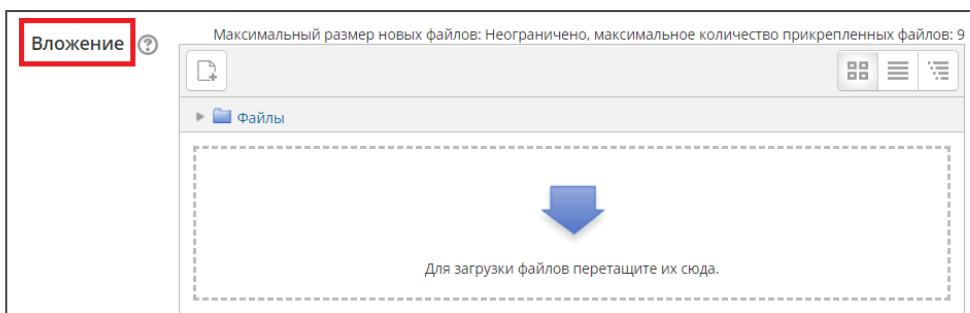 Максимальный размер новых файлов: Неограничено, максимальное количество прикрепленных файлов: 9
Вложение
Файлы
Для загрузки файлов перетащите их сюда.